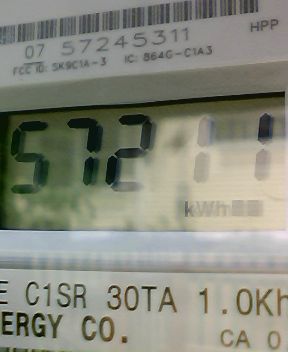 07 57245311
HPP
FCC ID: SK9C1A-3 IC: 864G-C1A3
57211
kWh
E C1SR 30TA 1.0Kh
ERGY CO.
CA 0